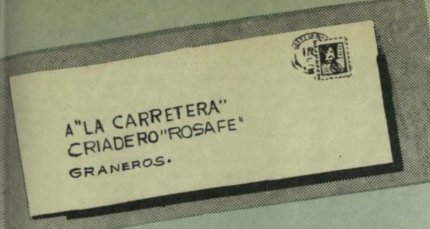 A "LA CARRETERA"
CRIADERO "ROSAFE"
GRANEROS.